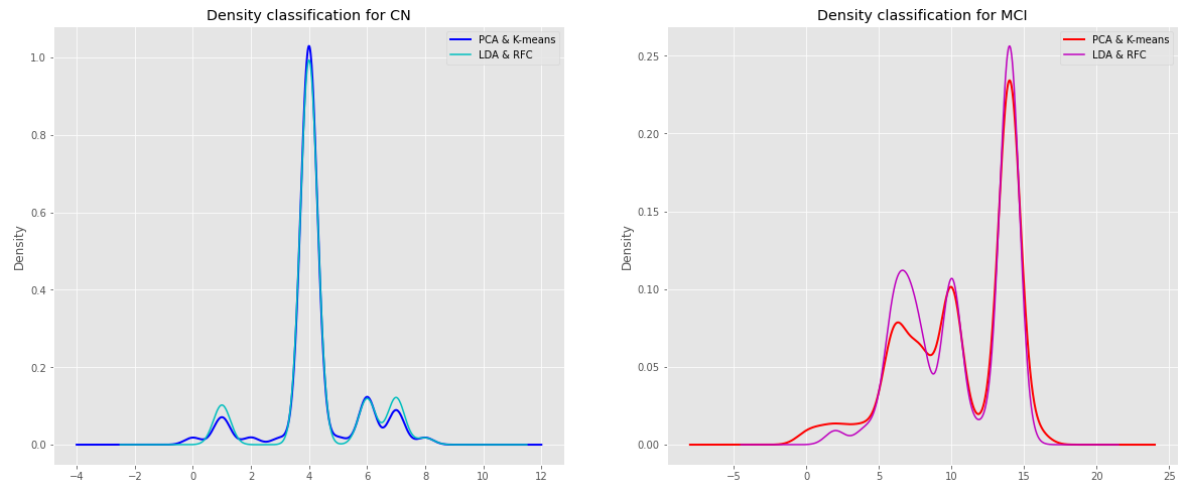 Density classification for CN
PCA & K-means
LDA & RFC
Density
1.0
0.8
0.6
0.4
0.2
0.0
−4 −2 0 2 4 6 8 10 12
Density classification for MCI
PCA & K-means
LDA & RFC
Density
0.25
0.20
0.15
0.10
0.05
0.00
−5 0 5 10 15 20 25